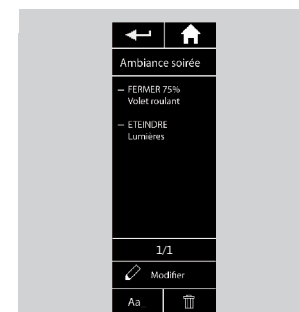 Ambiance soirée
– FERMER 75%
Volet roulant
– ETEINDRE
Lumières
1/1
Modifier
Aa